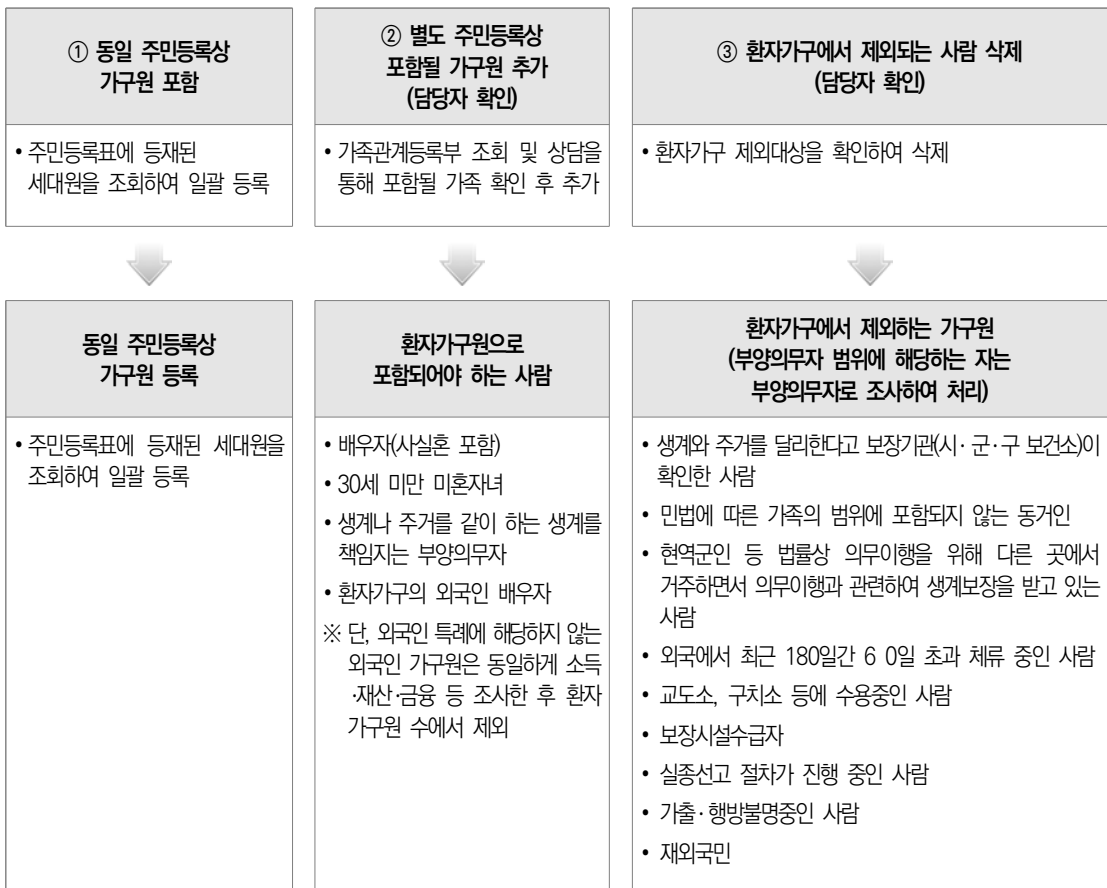 ① 동일 주민등록상
가구원 포함
• 주민등록표에 등재된
세대원을 조회하여 일괄 등록
② 별도 주민등록상
포함될 가구원 추가
(담당자 확인)
• 가족관계등록부 조회 및 상담을
통해 포함될 가족 확인 후 추가
③ 환자가구에서 제외되는 사람 삭제
(담당자 확인)
• 환자가구 제외대상을 확인하여 삭제
동일 주민등록상
가구원 등록
• 주민등록표에 등재된 세대원을
조회하여 일괄 등록
환자가구원으로
포함되어야 하는 사람
• 배우자(사실혼 포함)
• 30세 미만 미혼자녀
• 생계나 주거를 같이 하는 생계를
책임지는 부양의무자
• 환자가구의 외국인 배우자
※ 단, 외국인 특례에 해당하지 않는
외국인 가구원은 동일하게 소득
·재산·금융 등 조사한 후 환자
가구원 수에서 제외
환자가구에서 제외하는 가구원
(부양의무자 범위에 해당하는 자는
부양의무자로 조사하여 처리)
• 생계와 주거를 달리한다고 보장기관(시·군·구 보건소)이
확인한 사람
• 민법에 따른 가족의 범위에 포함되지 않는 동거인
• 현역군인 등 법률상 의무이행을 위해 다른 곳에서
거주하면서 의무이행과 관련하여 생계보장을 받고 있는
사람
• 외국에서 최근 180일간 6 0일 초과 체류 중인 사람
• 교도소, 구치소 등에 수용중인 사람
• 보장시설수급자
• 실종선고 절차가 진행 중인 사람
• 가출·행방불명중인 사람
• 재외국민